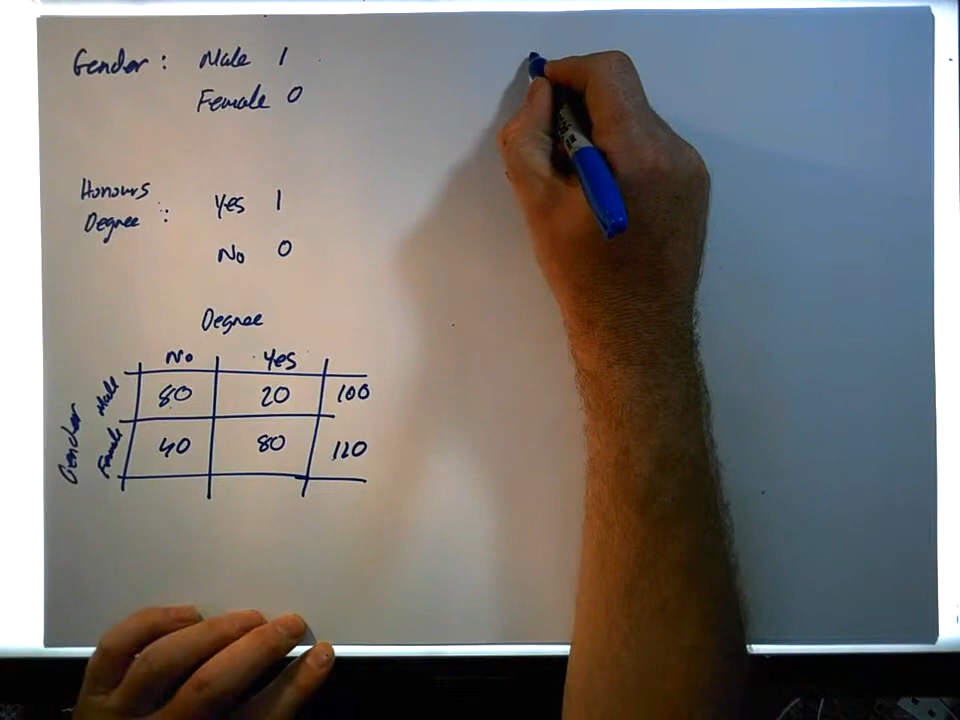 Gender : Male 1
Female 0
Honours
Degree : Yes 1
No 0
Degree
No Yes
Gender
Male 80 20 100
Female 40 80 120